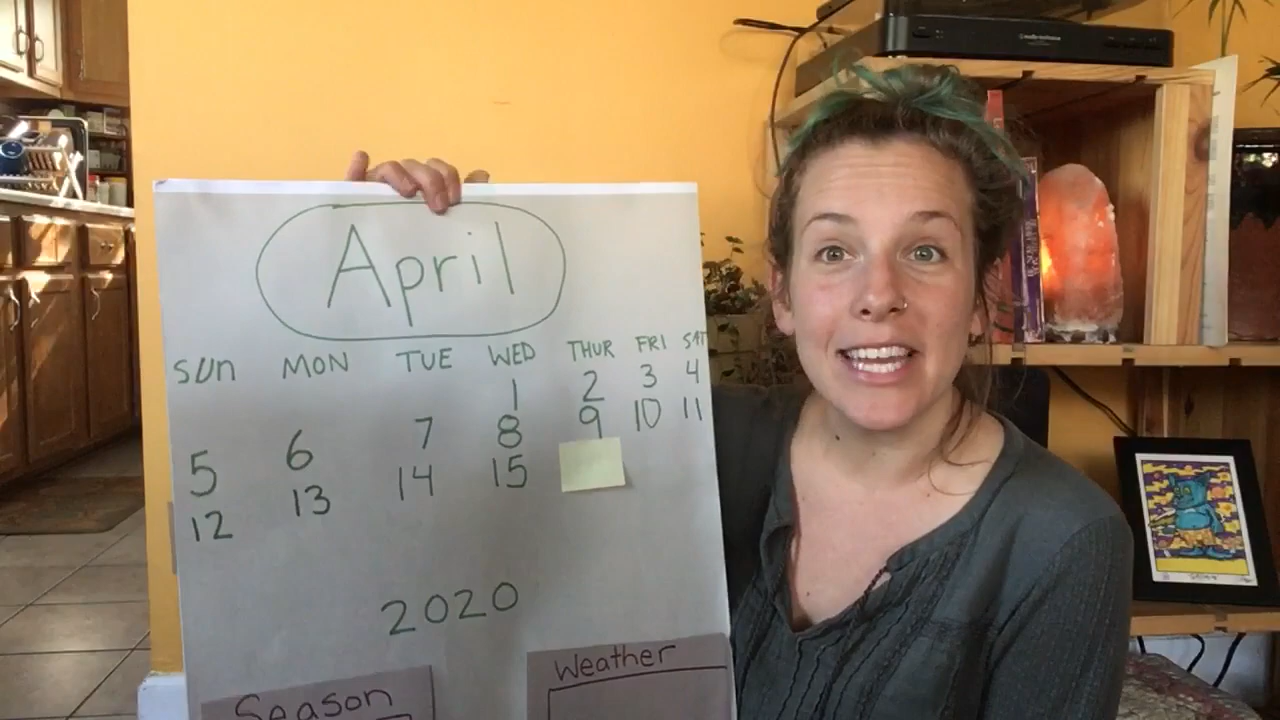 April
SUN MON TUE WED THUR FRI SAT
1 2 3 4
5 6 7 8 9 10 11
12 13 14 15
2020
Season
Weather